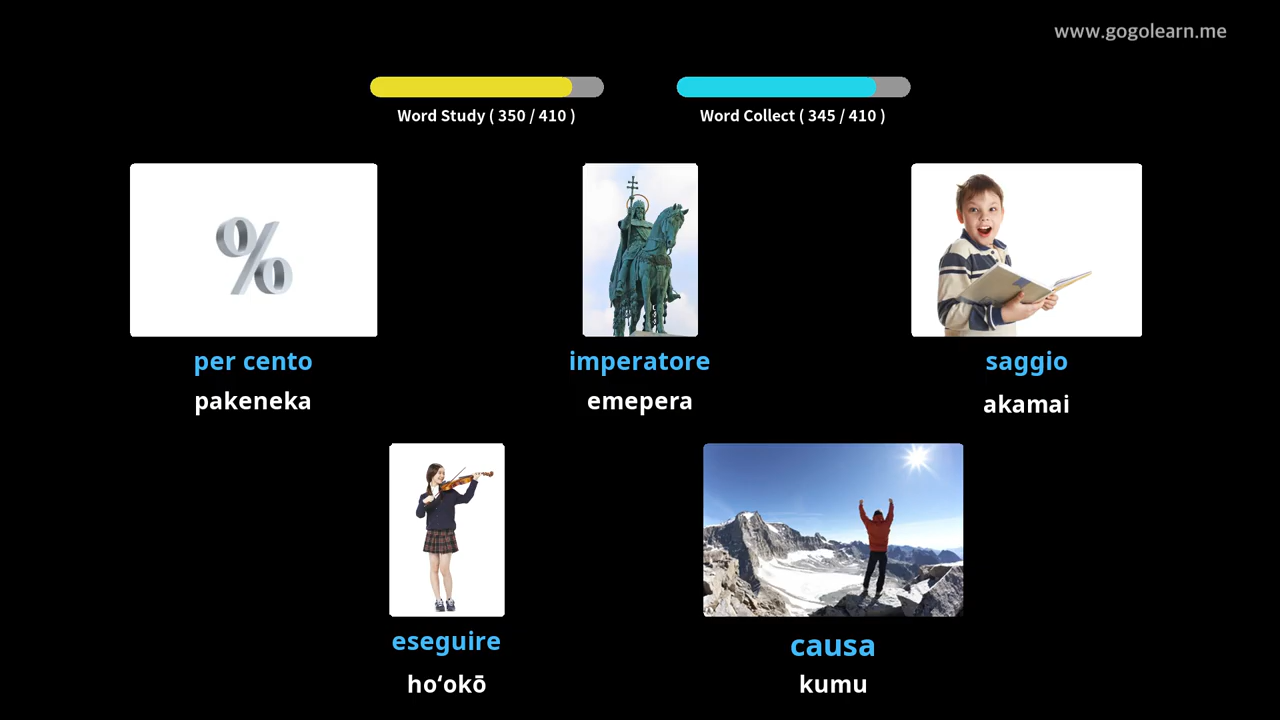 www.gogolearn.me
Word Study ( 350 / 410 )
Word Collect ( 345 / 410 )
per cento
imperatore
saggio
pakeneka
emepera
akamai
eseguire
causa
hoʻokō
kumu